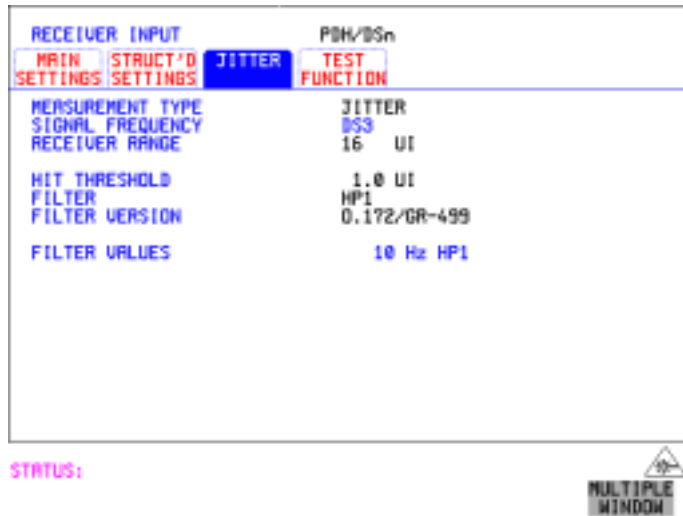 RECEIVER INPUT PDH/DSn
MAIN SETTINGS STRUCT'D SETTINGS JITTER TEST FUNCTION
MEASUREMENT TYPE JITTER
SIGNAL FREQUENCY DS3
RECEIVER RANGE 16 UI
HIT THRESHOLD 1.0 UI
FILTER HP1
FILTER VERSION O.172/GR-499
FILTER VALUES 10 Hz HP1
STATUS:
MULTIPLE
WINDOW